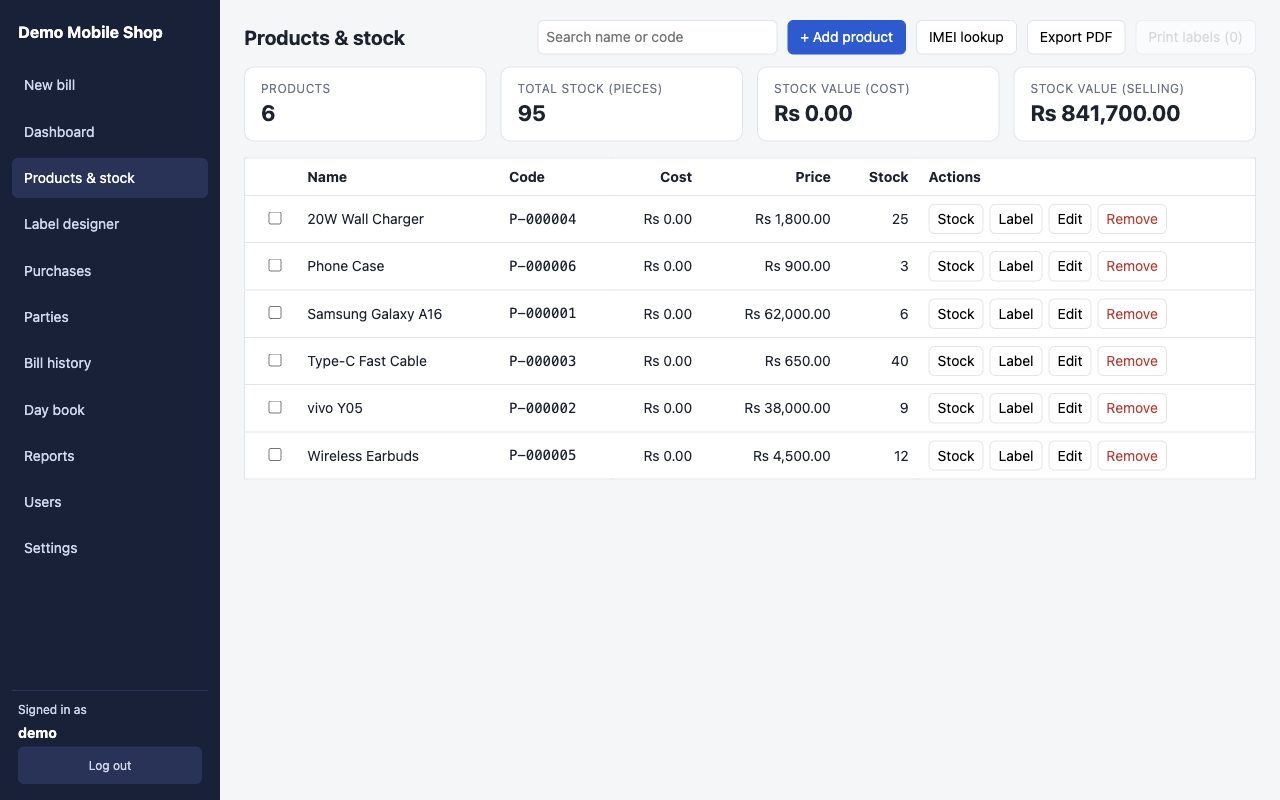 Demo Mobile Shop
New bill
Dashboard
Products & stock
Label designer
Purchases
Parties
Bill history
Day book
Reports
Users
Settings
Signed in as
demo
Log out
Products & stock
Search name or code
+ Add product
IMEI lookup
Export PDF
Print labels (0)
PRODUCTS
6
TOTAL STOCK (PIECES)
95
STOCK VALUE (COST)
Rs 0.00
STOCK VALUE (SELLING)
Rs 841,700.00
Name Code Cost Price Stock Actions
20W Wall Charger P-000004 Rs 0.00 Rs 1,800.00 25 Stock Label Edit Remove
Phone Case P-000006 Rs 0.00 Rs 900.00 3 Stock Label Edit Remove
Samsung Galaxy A16 P-000001 Rs 0.00 Rs 62,000.00 6 Stock Label Edit Remove
Type-C Fast Cable P-000003 Rs 0.00 Rs 650.00 40 Stock Label Edit Remove
vivo Y05 P-000002 Rs 0.00 Rs 38,000.00 9 Stock Label Edit Remove
Wireless Earbuds P-000005 Rs 0.00 Rs 4,500.00 12 Stock Label Edit Remove